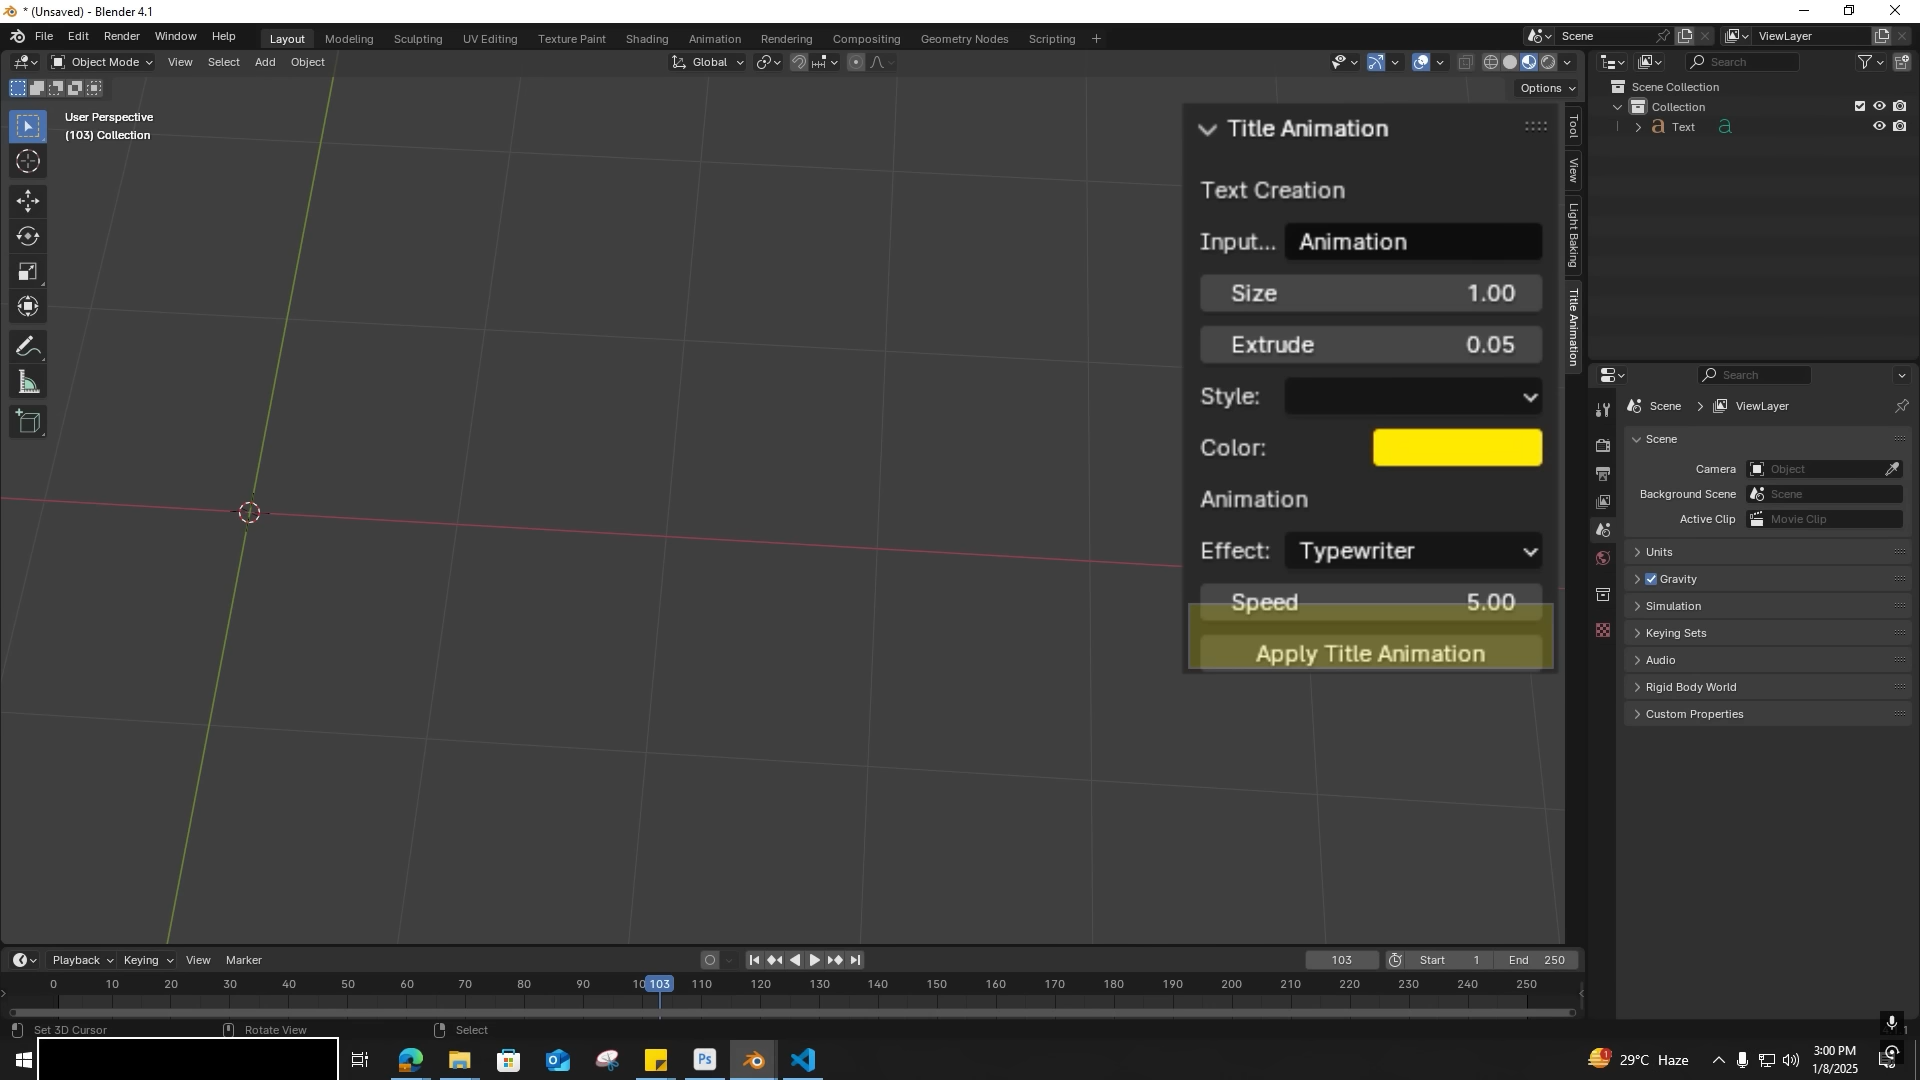 * (Unsaved) - Blender 4.1
File Edit Render Window Help
Layout Modeling Sculpting UV Editing Texture Paint Shading Animation Rendering Compositing Geometry Nodes Scripting +
Scene ViewLayer
Object Mode View Select Add Object
Global
Search
Options
User Perspective
(103) Collection
Title Animation
Text Creation
Input... Animation
Size 1.00
Extrude 0.05
Style:
Color:
Animation
Effect: Typewriter
Speed 5.00
Apply Title Animation
Tool
View
Light Baking
Title Animation
Scene Collection
Collection
Text
Search
Scene > ViewLayer
Scene
Camera Object
Background Scene Scene
Active Clip Movie Clip
Units
Gravity
Simulation
Keying Sets
Audio
Rigid Body World
Custom Properties
Playback Keying View Marker
103 Start 1 End 250
0 10 20 30 40 50 60 70 80 90 10 103 110 120 130 140 150 160 170 180 190 200 210 220 230 240 250
Set 3D Cursor Rotate View Select
Ps
29°C Haze
3:00 PM
1/8/2025